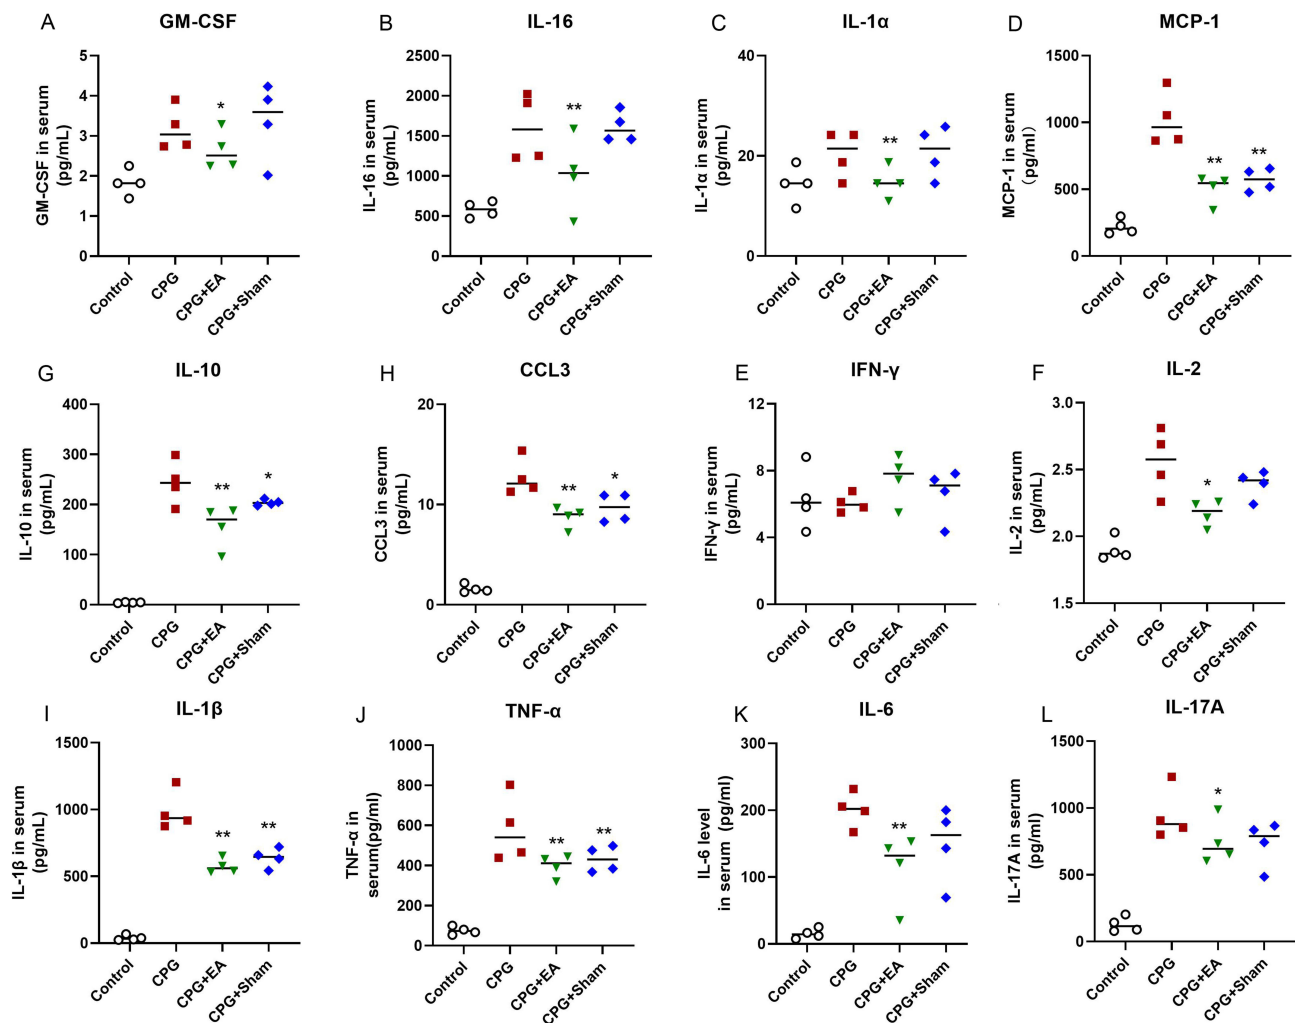 A
GM-CSF
GM-CSF in serum
(pg/mL)
5
4
3
2
1
0
*
Control
CPG
CPG+EA
CPG+Sham
B
IL-16
IL-16 in serum
(pg/mL)
2500
2000
1500
1000
500
0
**
Control
CPG
CPG+EA
CPG+Sham
C
IL-1α
IL-1α in serum
(pg/mL)
40
20
0
**
Control
CPG
CPG+EA
CPG+Sham
D
MCP-1
MCP-1 in serum
(pg/ml)
1500
1000
500
0
**
**
Control
CPG
CPG+EA
CPG+Sham
G
IL-10
IL-10 in serum
(pg/mL)
400
300
200
100
0
**
*
Control
CPG
CPG+EA
CPG+Sham
H
CCL3
CCL3 in serum
(pg/mL)
20
10
0
**
*
Control
CPG
CPG+EA
CPG+Sham
E
IFN-γ
IFN-γ in serum
(pg/mL)
12
8
4
0
Control
CPG
CPG+EA
CPG+Sham
F
IL-2
IL-2 in serum
(pg/mL)
3.0
2.5
2.0
1.5
*
Control
CPG
CPG+EA
CPG+Sham
I
IL-1β
IL-1β in serum
(pg/mL)
1500
1000
500
0
**
**
Control
CPG
CPG+EA
CPG+Sham
J
TNF-α
TNF-α in
serum(pg/ml)
1000
800
600
400
200
0
**
**
Control
CPG
CPG+EA
CPG+Sham
K
IL-6
IL-6 level
in serum (pg/ml)
300
200
100
0
**
Control
CPG
CPG+EA
CPG+Sham
L
IL-17A
IL-17A in serum
(pg/ml)
1500
1000
500
0
*
Control
CPG
CPG+EA
CPG+Sham